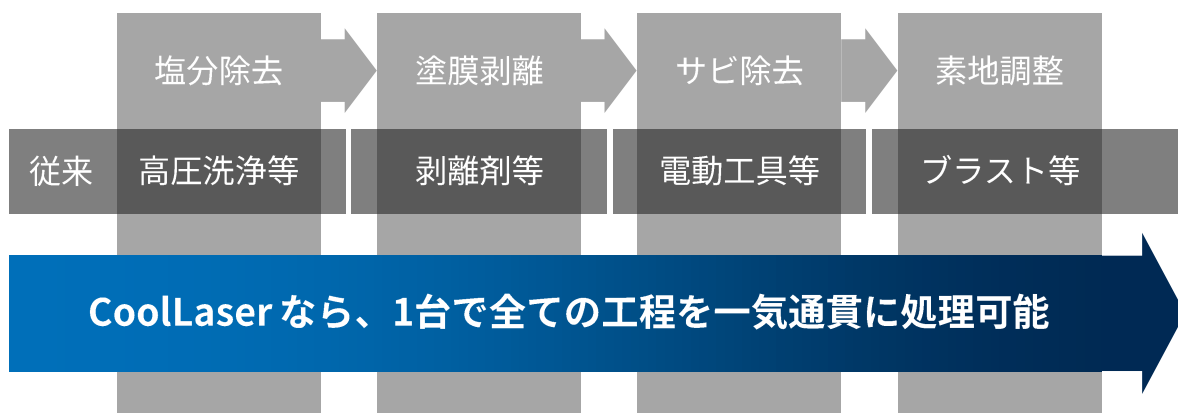 塩分除去
塗膜剥離
サビ除去
素地調整
従来
高圧洗浄等
剥離剤等
電動工具等
ブラスト等
CoolLaserなら、1台で全ての工程を一気通貫に処理可能